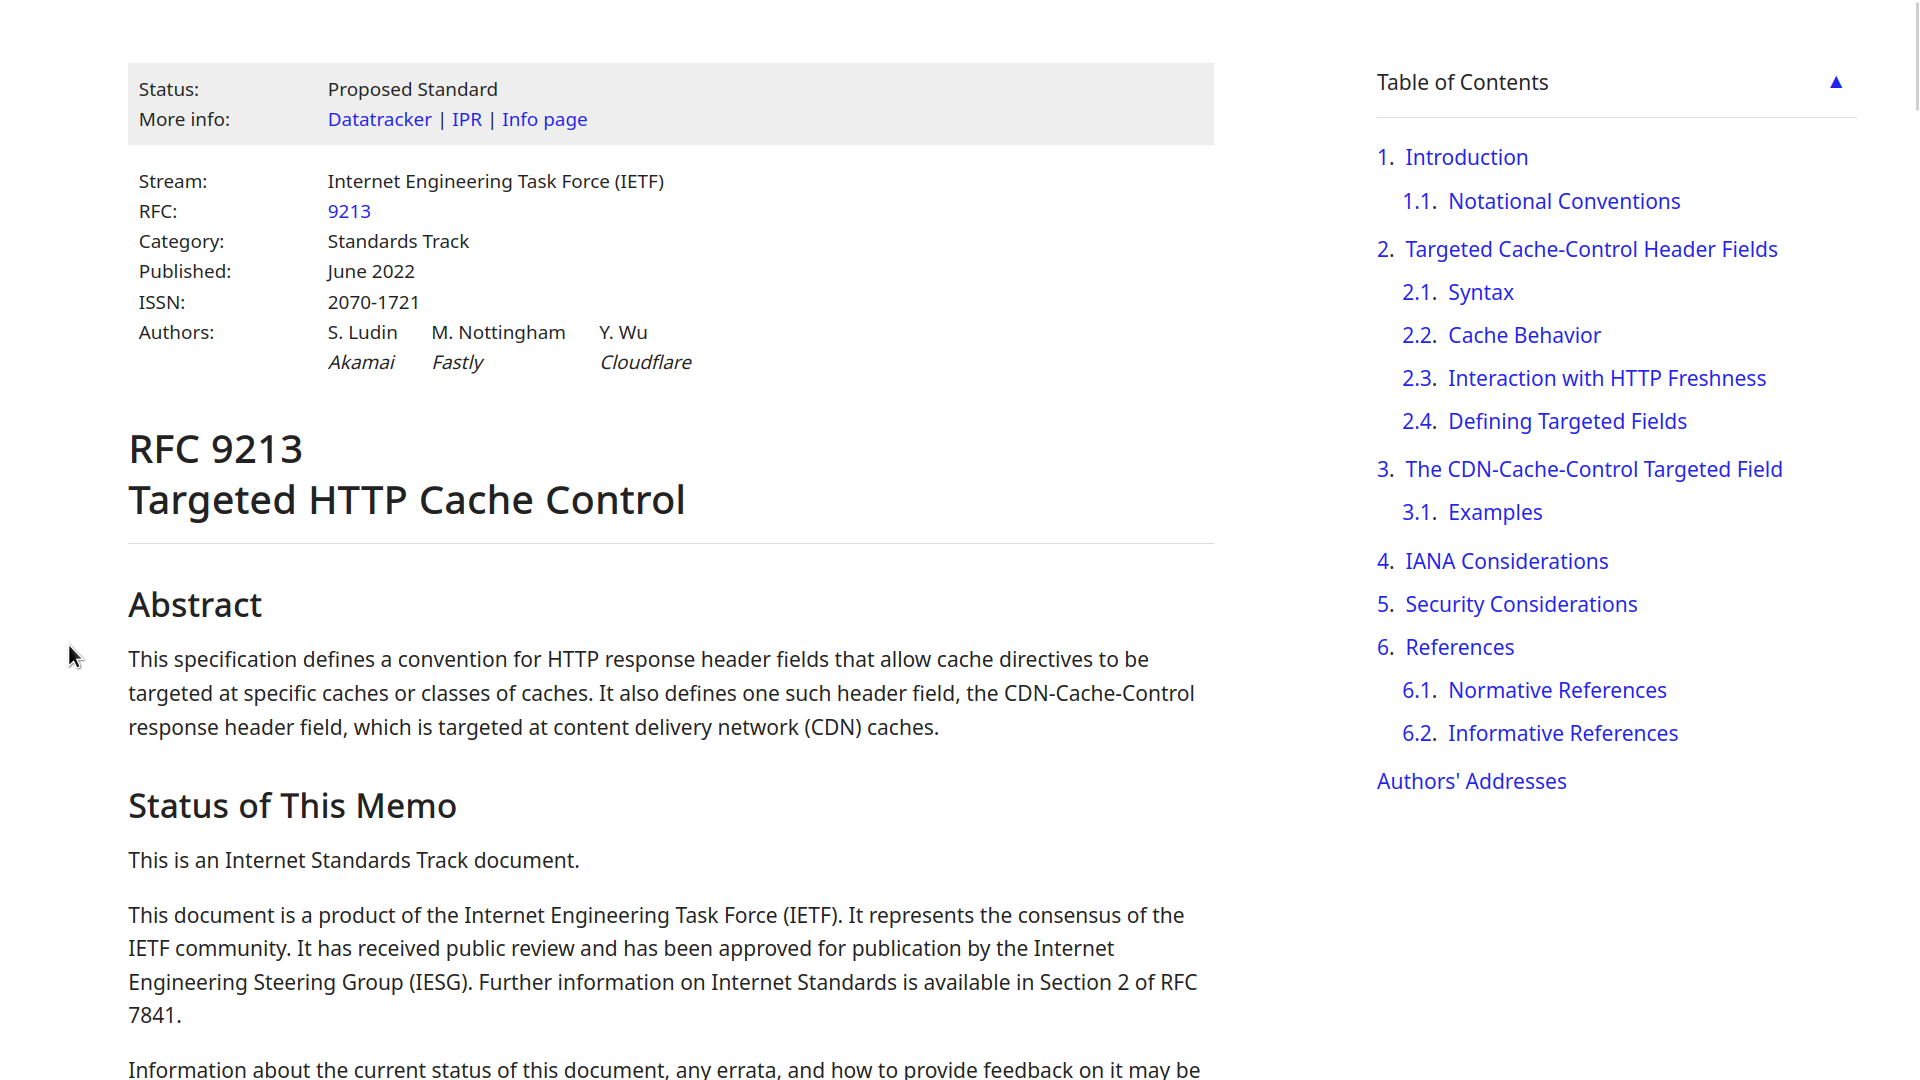 Status: Proposed Standard
More info: Datatracker | IPR | Info page
Stream: Internet Engineering Task Force (IETF)
RFC: 9213
Category: Standards Track
Published: June 2022
ISSN: 2070-1721
Authors: S. Ludin M. Nottingham Y. Wu
Akamai Fastly Cloudflare
RFC 9213
Targeted HTTP Cache Control
Abstract
This specification defines a convention for HTTP response header fields that allow cache directives to be
targeted at specific caches or classes of caches. It also defines one such header field, the CDN-Cache-Control
response header field, which is targeted at content delivery network (CDN) caches.
Status of This Memo
This is an Internet Standards Track document.
This document is a product of the Internet Engineering Task Force (IETF). It represents the consensus of the
IETF community. It has received public review and has been approved for publication by the Internet
Engineering Steering Group (IESG). Further information on Internet Standards is available in Section 2 of RFC
7841.
Information about the current status of this document, any errata, and how to provide feedback on it may be
Table of Contents ▲
1. Introduction
1.1. Notational Conventions
2. Targeted Cache-Control Header Fields
2.1. Syntax
2.2. Cache Behavior
2.3. Interaction with HTTP Freshness
2.4. Defining Targeted Fields
3. The CDN-Cache-Control Targeted Field
3.1. Examples
4. IANA Considerations
5. Security Considerations
6. References
6.1. Normative References
6.2. Informative References
Authors' Addresses